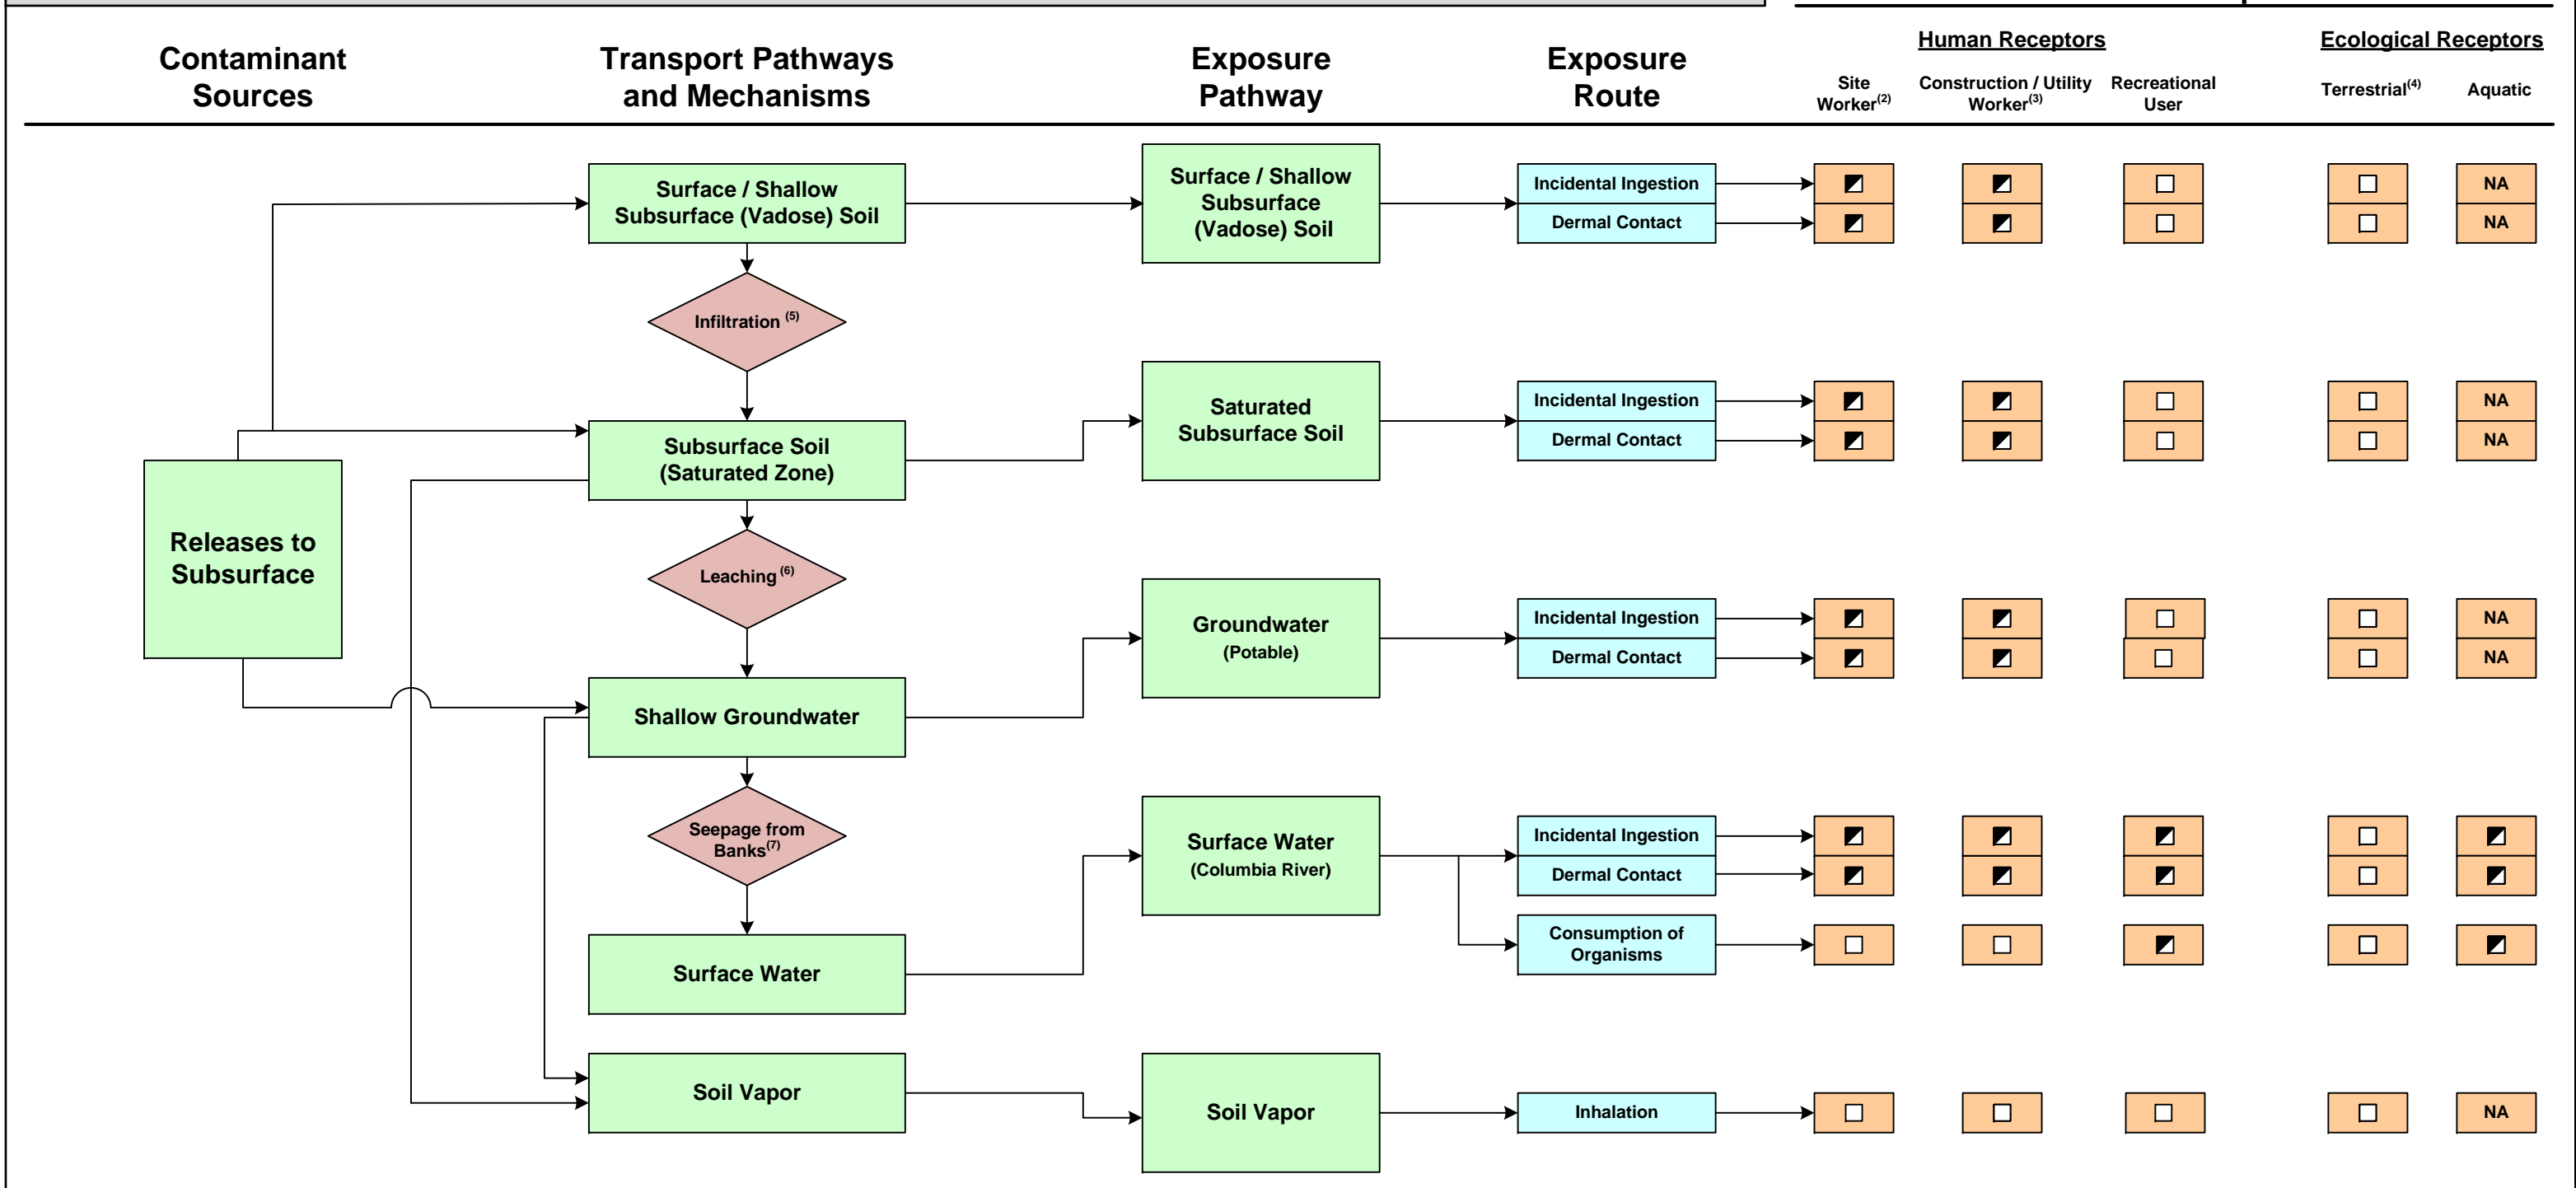 Human Receptors
Ecological Receptors
Contaminant
Sources
Transport Pathways
and Mechanisms
Exposure
Pathway
Exposure
Route
Site
Worker(2)
Construction / Utility
Worker(3)
Recreational
User
Terrestrial(4)
Aquatic
Surface / Shallow
Subsurface (Vadose) Soil
Surface / Shallow
Subsurface
(Vadose) Soil
Incidental Ingestion
NA
Dermal Contact
NA
Infiltration (5)
Subsurface Soil
(Saturated Zone)
Saturated
Subsurface Soil
Incidental Ingestion
NA
Dermal Contact
NA
Releases to
Subsurface
Leaching (6)
Groundwater
(Potable)
Incidental Ingestion
NA
Dermal Contact
NA
Shallow Groundwater
Seepage from
Banks(7)
Surface Water
(Columbia River)
Incidental Ingestion
Dermal Contact
Consumption of
Organisms
Surface Water
Soil Vapor
Soil Vapor
Inhalation
NA